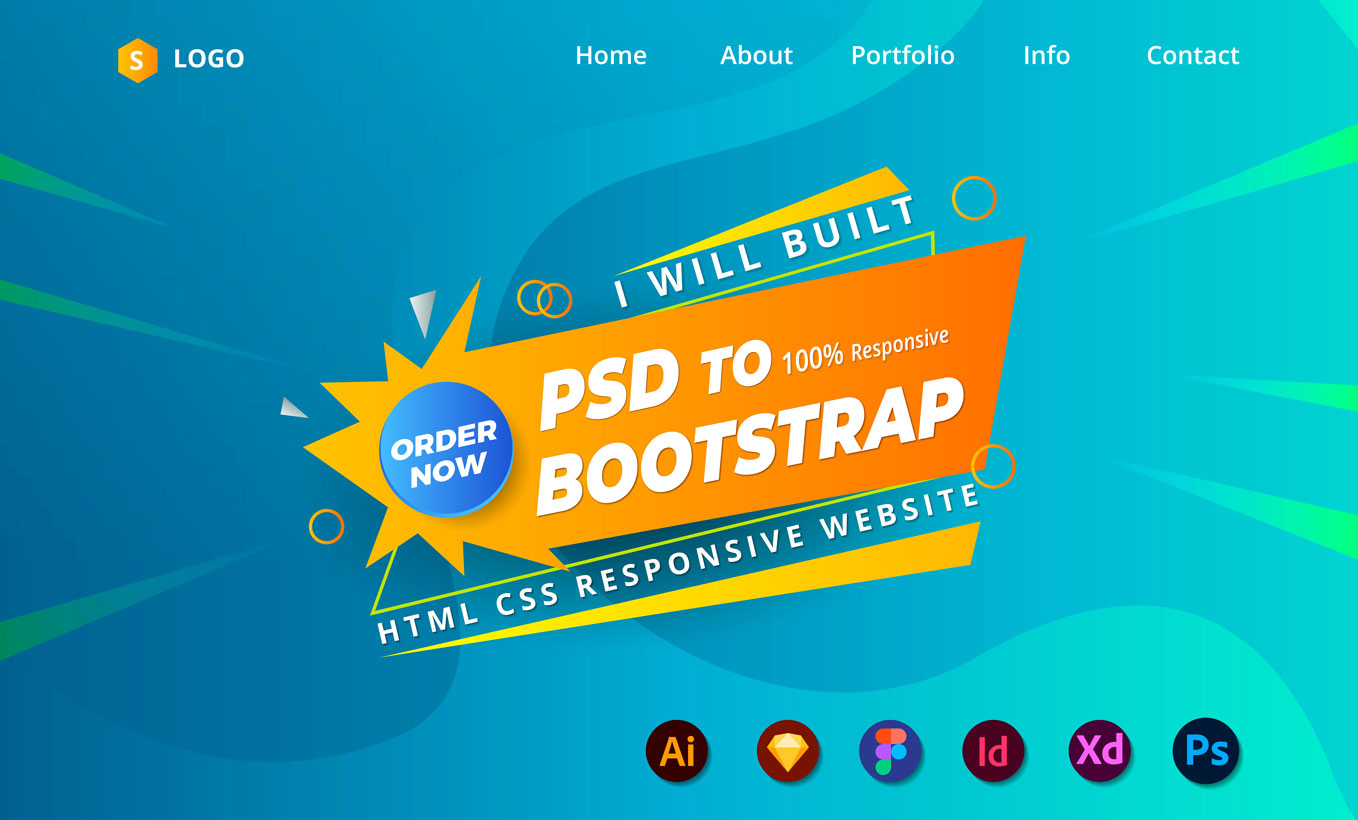 S LOGO
Home About Portfolio Info Contact
I WILL BUILT
PSD TO 100% Responsive
BOOTSTRAP
ORDER
NOW
HTML CSS RESPONSIVE WEBSITE
Ai Id Xd Ps